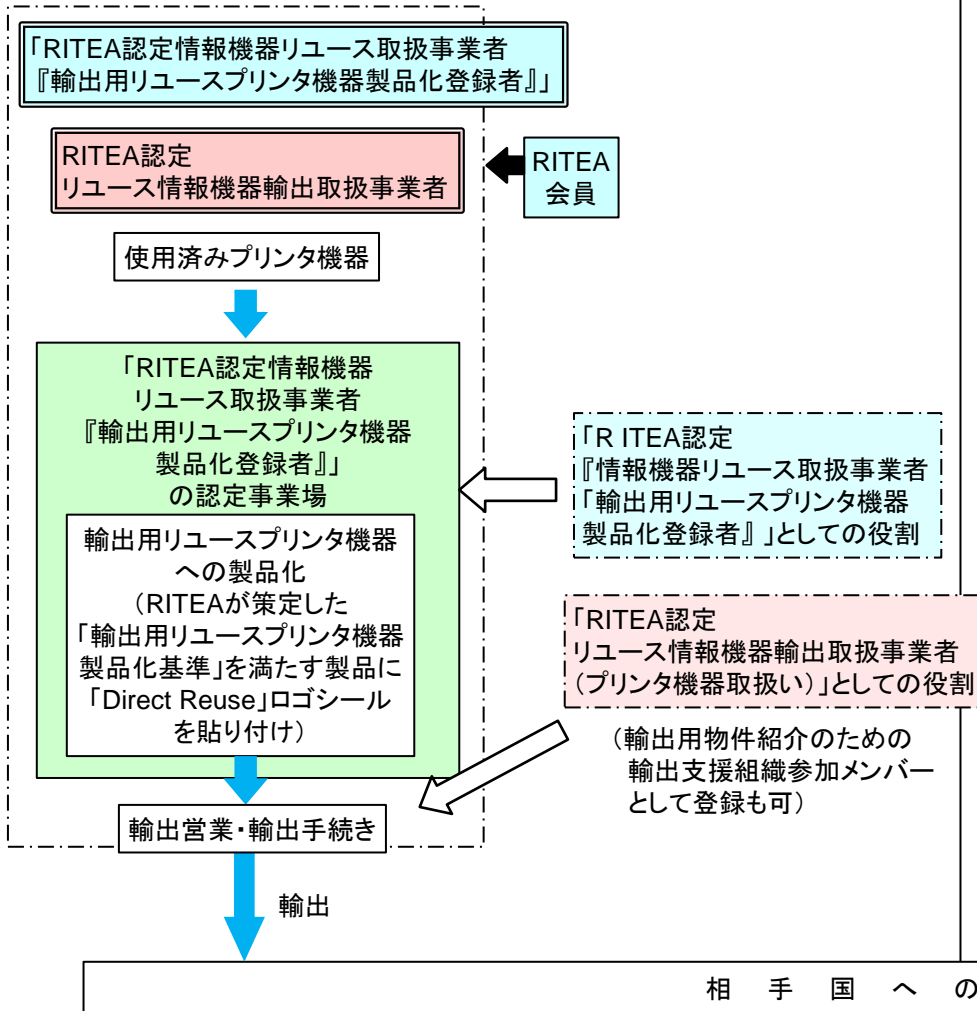 「RITEA認定情報機器リユース取扱事業者
『輸出用リユースプリンタ機器製品化登録者』」
RITEA認定
リユース情報機器輸出取扱事業者
RITEA
会員
使用済みプリンタ機器
「RITEA認定情報機器
リユース取扱事業者
『輸出用リユースプリンタ機器
製品化登録者』」
の認定事業場
輸出用リユースプリンタ機器
への製品化
（RITEAが策定した
「輸出用リユースプリンタ機器
製品化基準」を満たす製品に
「Direct Reuse」ロゴシール
を貼り付け）
「R ITEA認定
『情報機器リユース取扱事業者
「輸出用リユースプリンタ機器
製品化登録者』」としての役割
「RITEA認定
リユース情報機器輸出取扱事業者
（プリンタ機器取扱い）」としての役割
（輸出用物件紹介のための
輸出支援組織参加メンバー
として登録も可）
輸出営業・輸出手続き
輸出
相 手 国 へ の